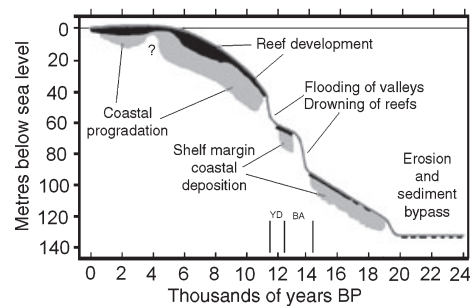 Metres below sea level
0
20
40
60
80
100
120
140
?
Reef development
Coastal
progradation
Flooding of valleys
Drowning of reefs
Shelf margin
coastal
deposition
Erosion
and
sediment
bypass
YD
BA
0 2 4 6 8 10 12 14 16 18 20 22 24
Thousands of years BP